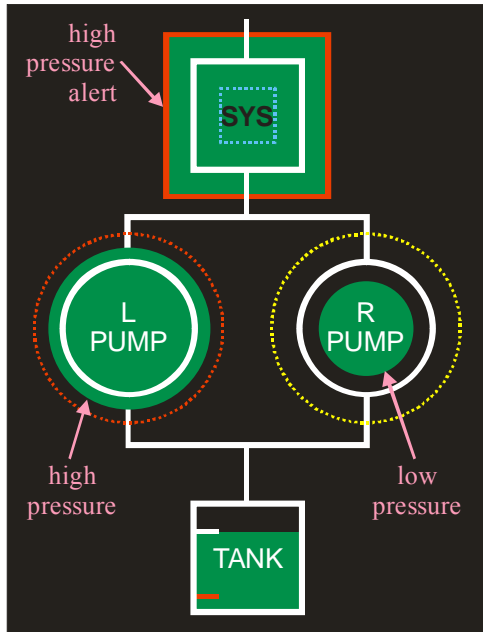 high
pressure
alert
SYS
L
PUMP
R
PUMP
high
pressure
low
pressure
TANK